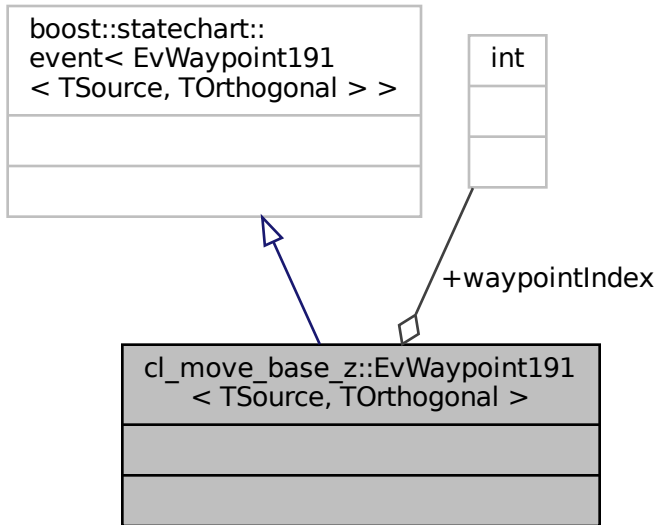 boost::statechart::
event< EvWaypoint191
< TSource, TOrthogonal > >
int
+waypointIndex
cl_move_base_z::EvWaypoint191
< TSource, TOrthogonal >